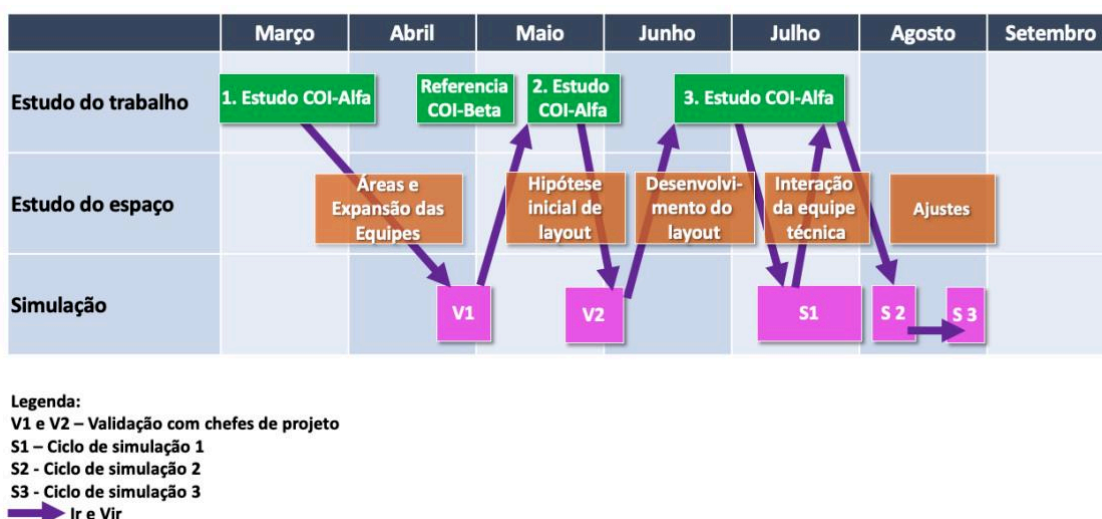 Março Abril Maio Junho Julho Agosto Setembro
Estudo do trabalho
1. Estudo COI-Alfa
Referencia
COI-Beta
2. Estudo
COI-Alfa
3. Estudo COI-Alfa
Estudo do espaço
Áreas e
Expansão das
Equipes
Hipótese
inicial de
layout
Desenvolvi-
mento do
layout
Interação
da equipe
técnica
Ajustes
Simulação
V1
V2
S1
S 2
S 3
Legenda:
V1 e V2 – Validação com chefes de projeto
S1 – Ciclo de simulação 1
S2 - Ciclo de simulação 2
S3 - Ciclo de simulação 3
Ir e Vir